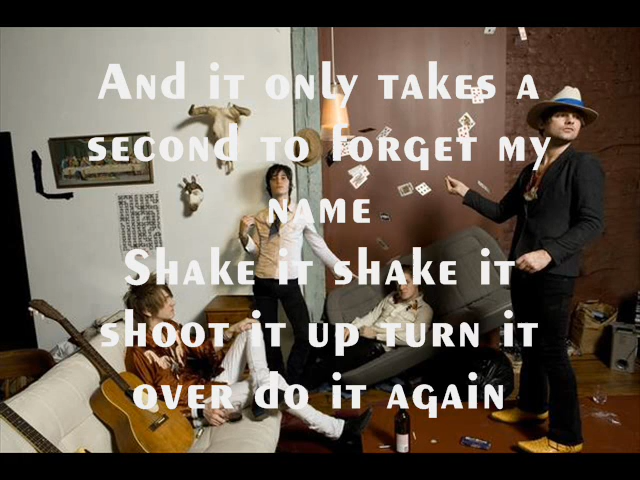 And it only takes a
second to forget my
name
Shake it shake it
shoot it up turn it
over do it again